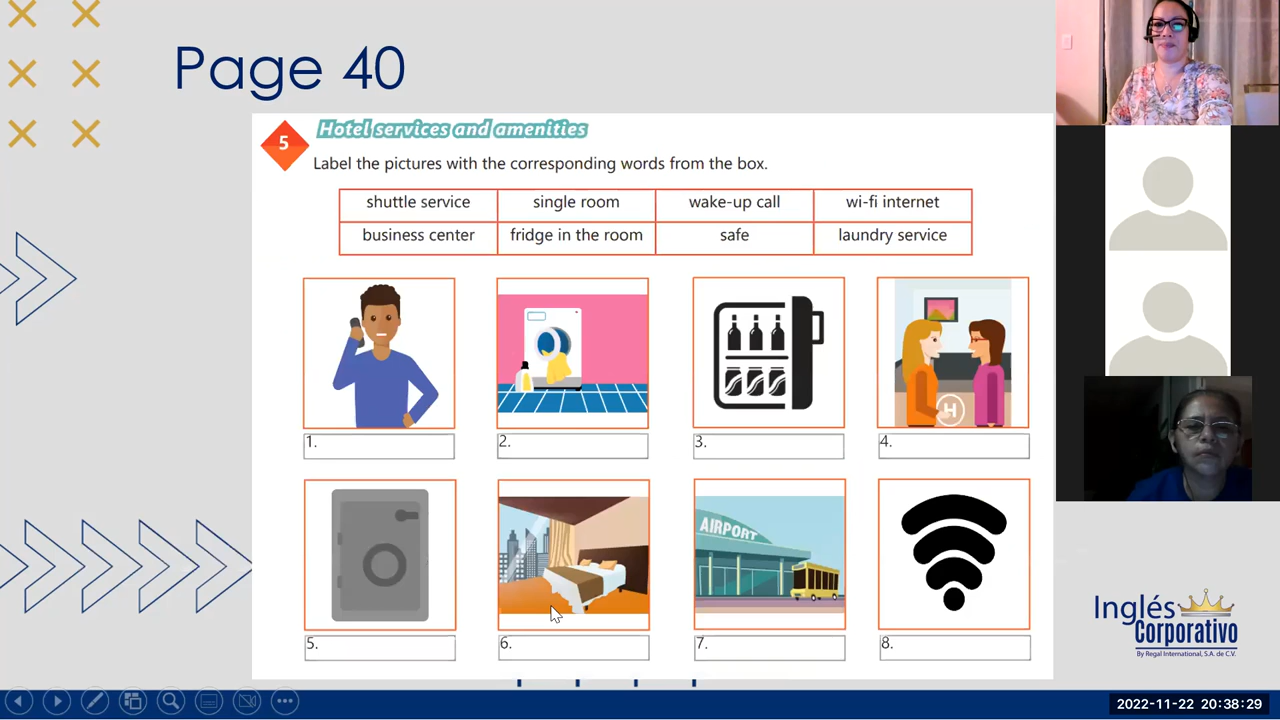 Page 40
5
Hotel services and amenities
Label the pictures with the corresponding words from the box.
shuttle service single room wake-up call wi-fi internet
business center fridge in the room safe laundry service
H
1. 2. 3. 4.
AIRPORT
5. 6. 7. 8.
Inglés
Corporativo
By Regal International, S.A. de C.V.
2022-11-22 20:38:29